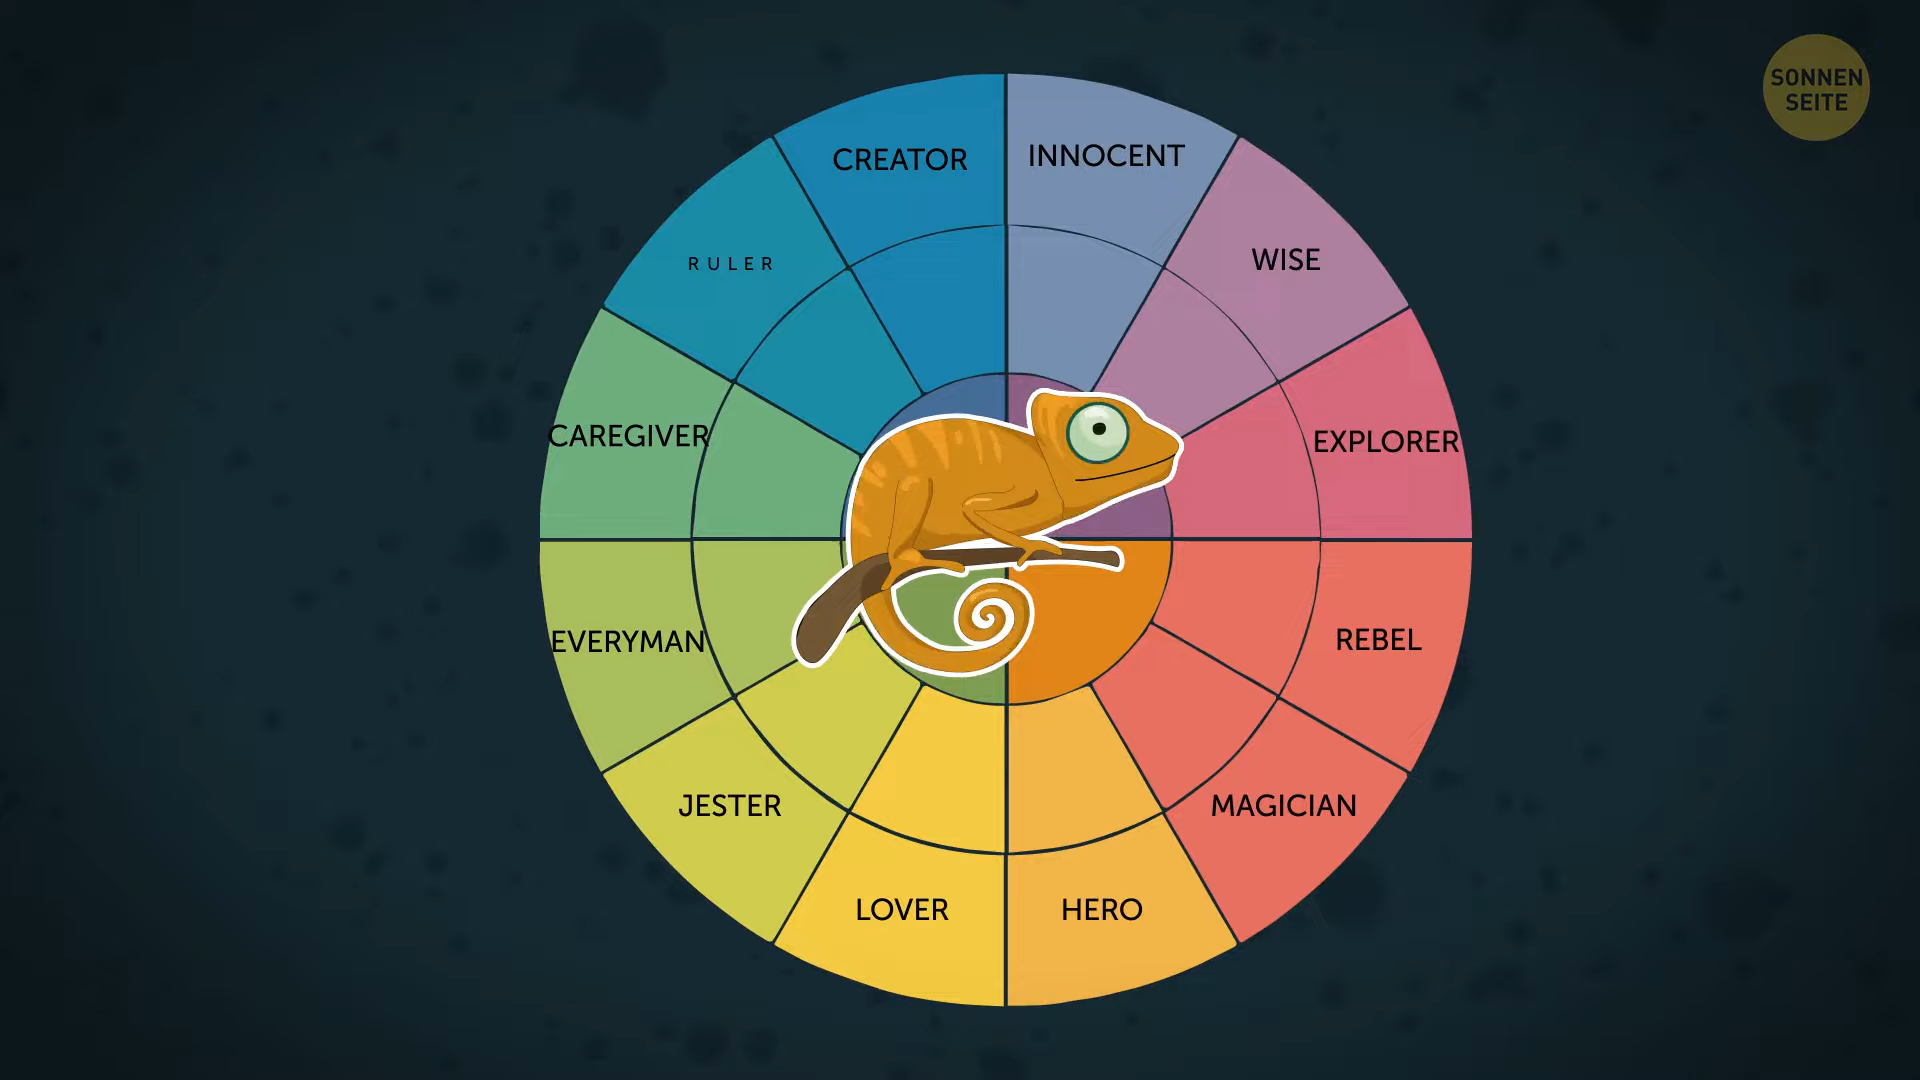 SONNEN
SEITE
CREATOR
INNOCENT
RULER
WISE
CAREGIVER
EXPLORER
EVERYMAN
REBEL
JESTER
MAGICIAN
LOVER
HERO